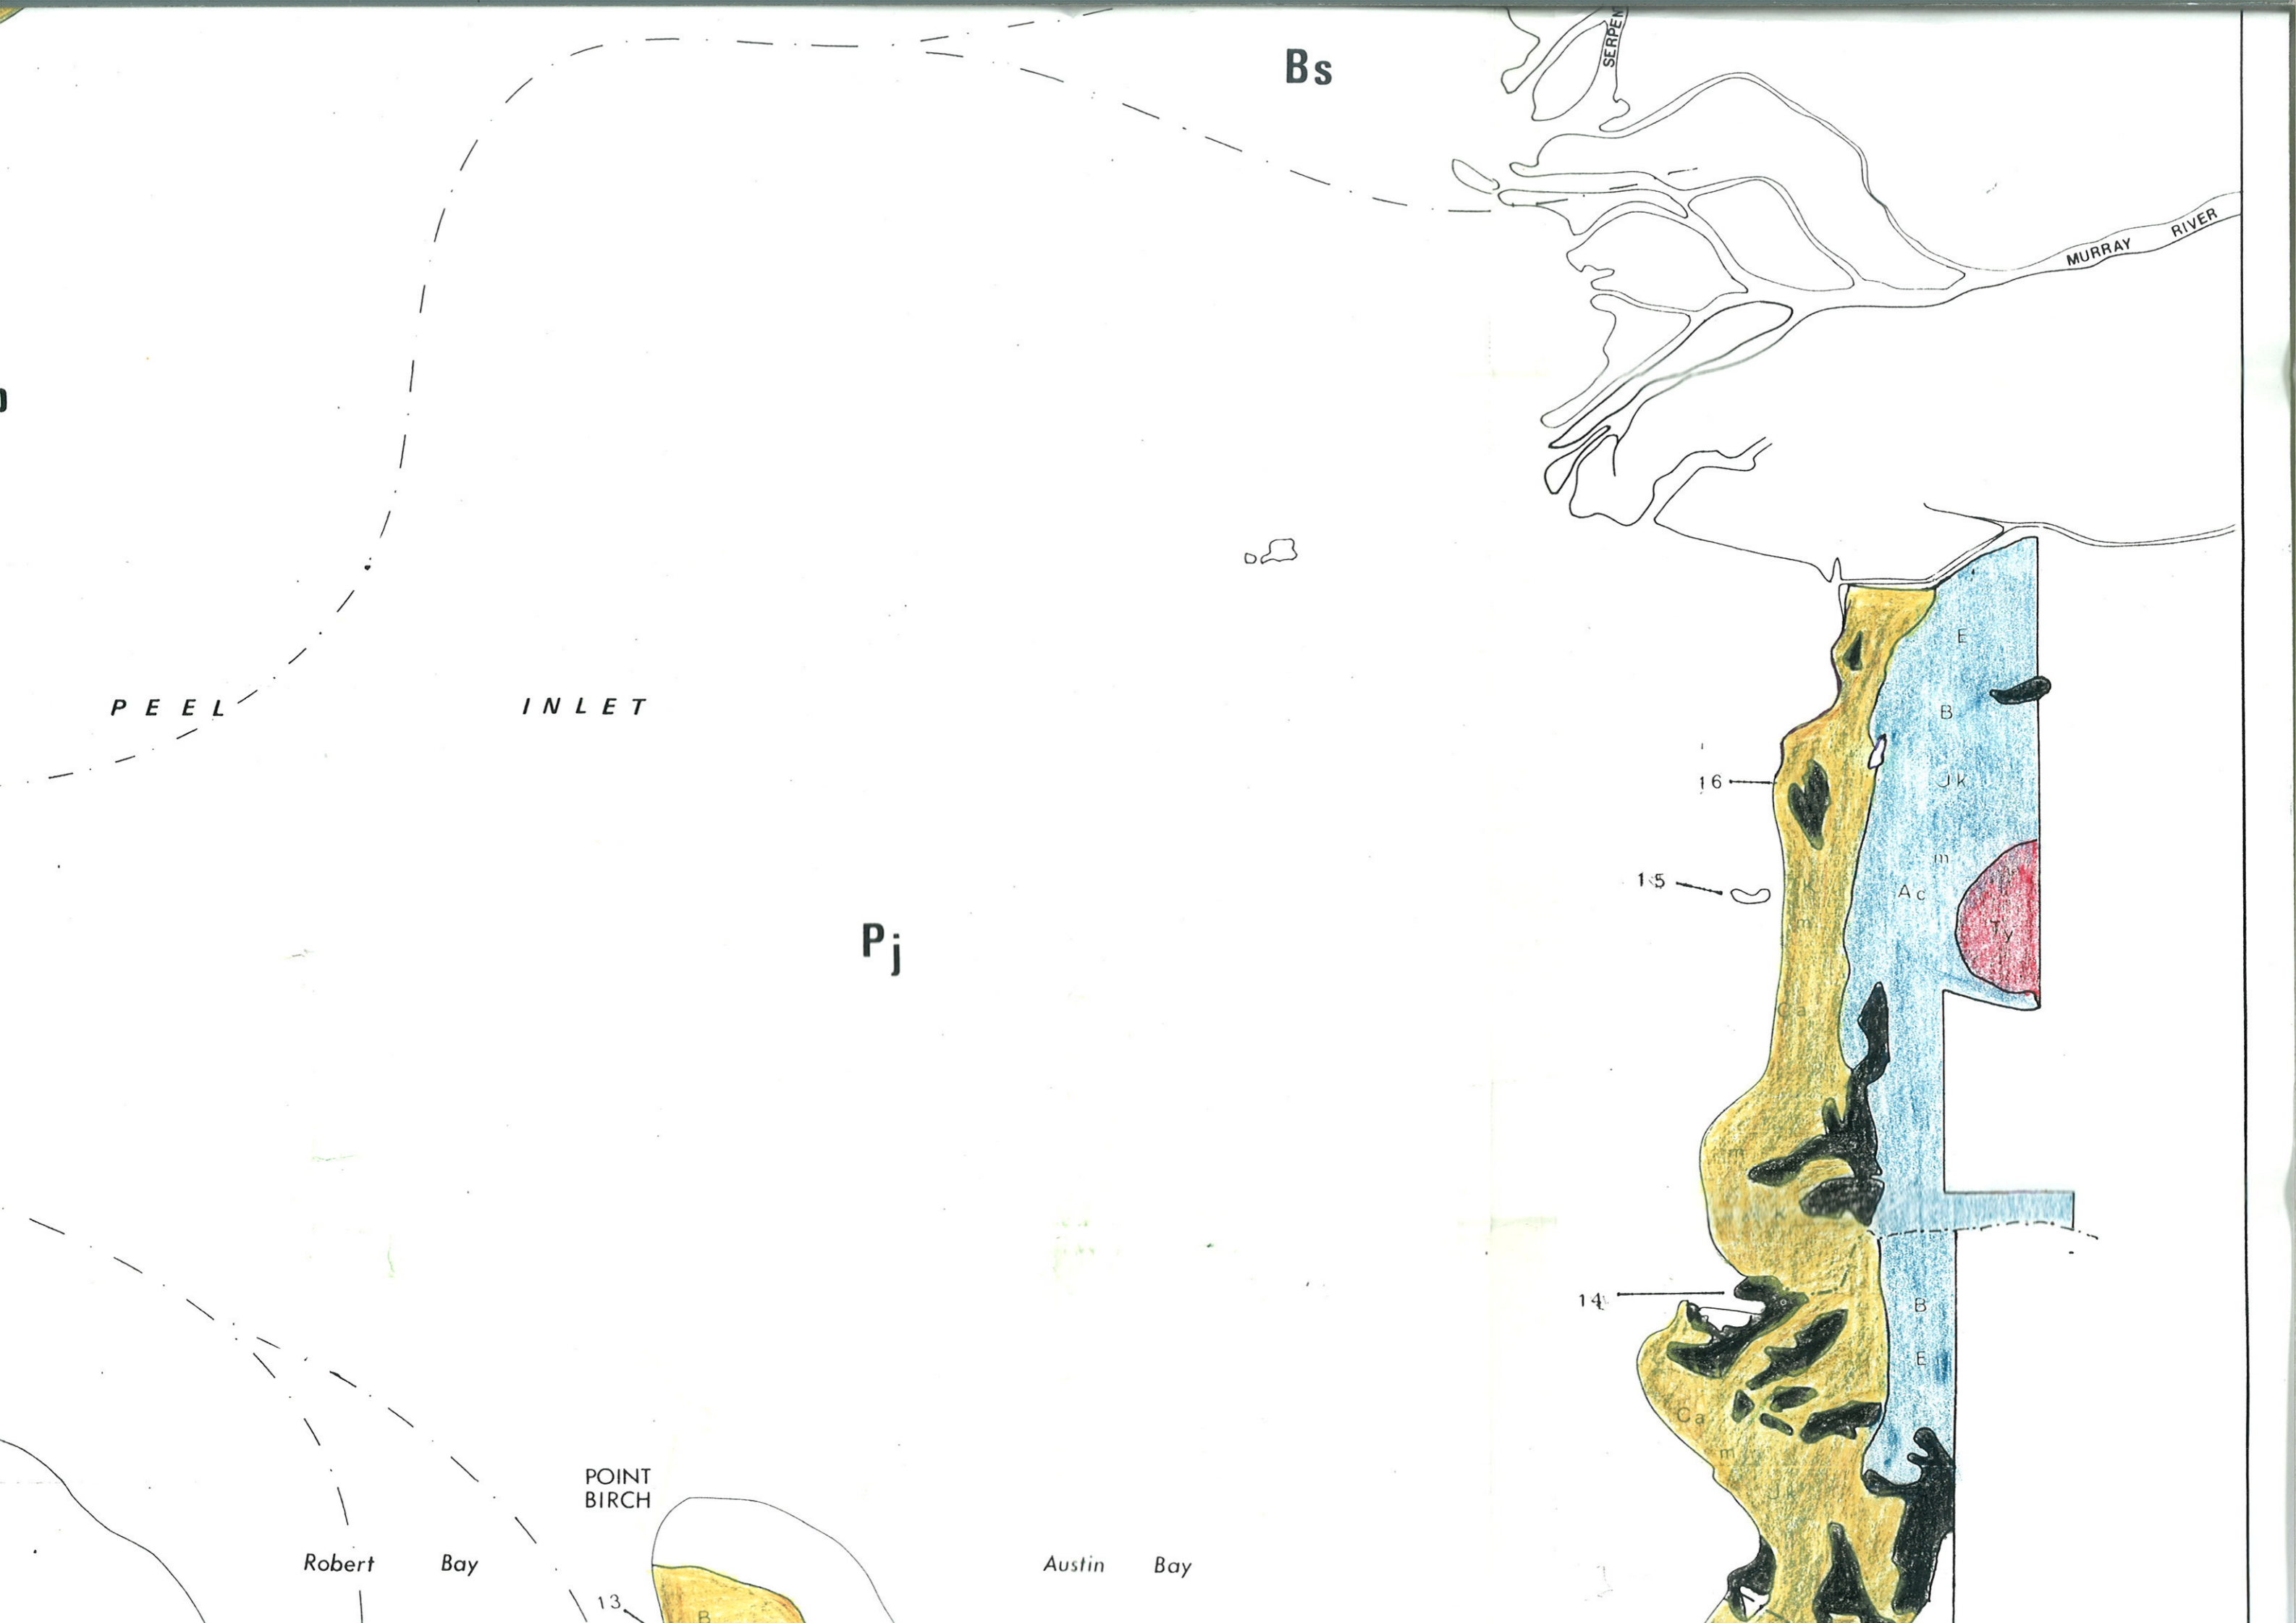 SERPEN
Bs
MURRAY RIVER
E
PEEL INLET
B
16
Jk
m
15
Ac
k
m
Ty
Pj
Ca
m
k
14
B
E
Ca
m
POINT
BIRCH
Jk
Robert Bay
Austin Bay
13
B